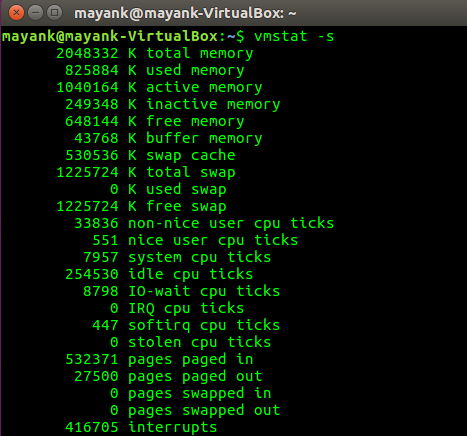 mayank@mayank-VirtualBox: ~
mayank@mayank-VirtualBox:~$ vmstat -s
2048332 K total memory
825884 K used memory
1040164 K active memory
249348 K inactive memory
648144 K free memory
43768 K buffer memory
530536 K swap cache
1225724 K total swap
0 K used swap
1225724 K free swap
33836 non-nice user cpu ticks
551 nice user cpu ticks
7957 system cpu ticks
254530 idle cpu ticks
8798 IO-wait cpu ticks
0 IRQ cpu ticks
447 softirq cpu ticks
0 stolen cpu ticks
532371 pages paged in
27500 pages paged out
0 pages swapped in
0 pages swapped out
416705 interrupts